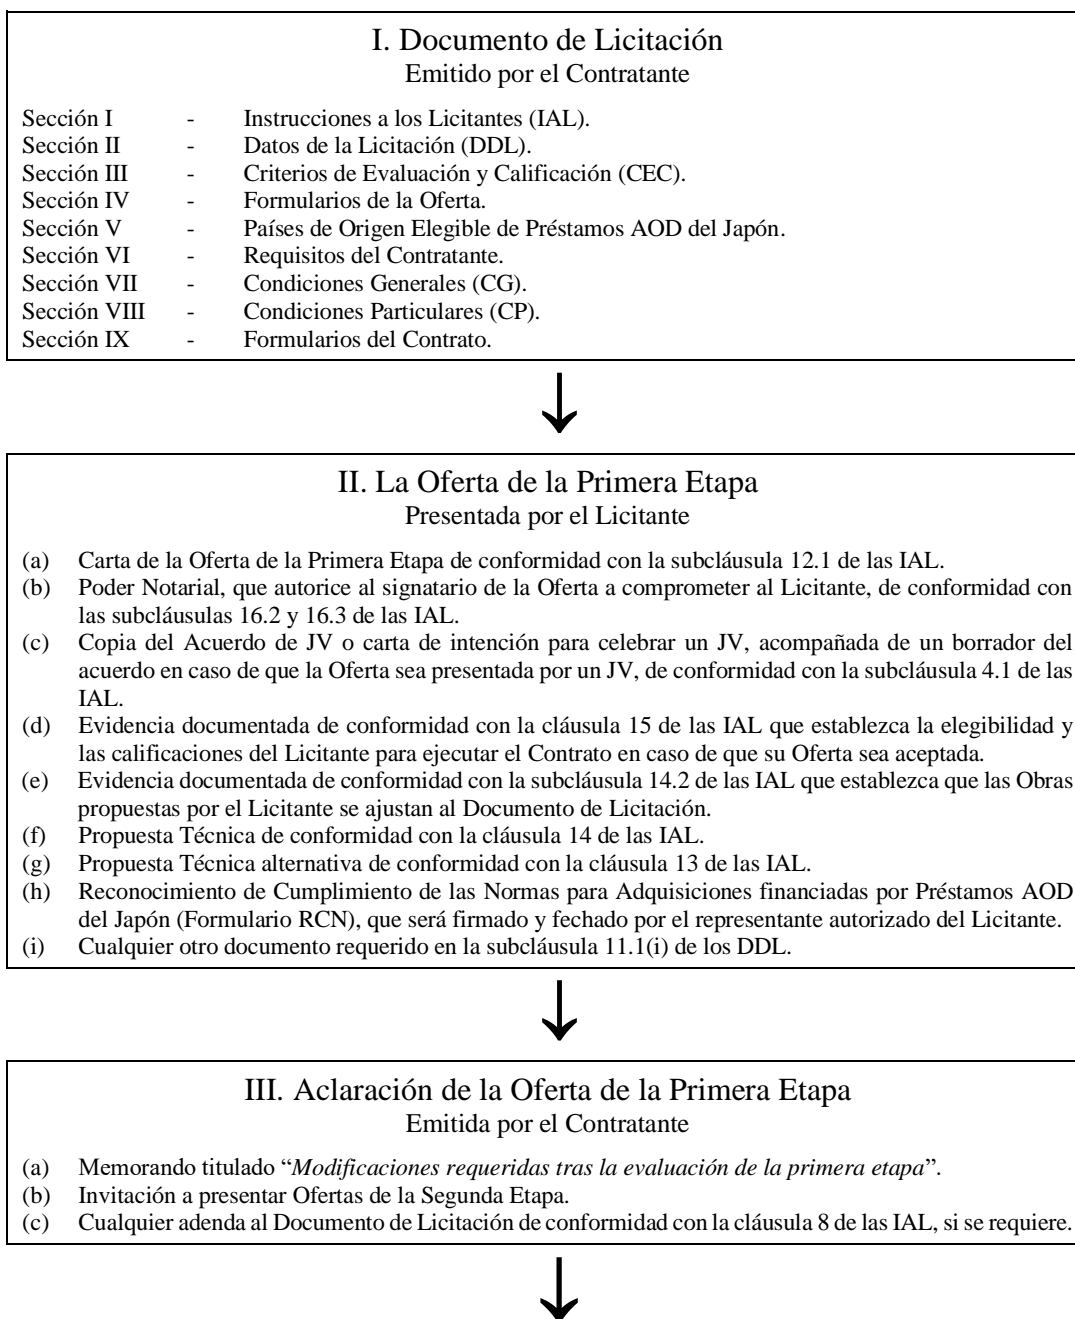 I. Documento de Licitación
Emitido por el Contratante
Sección I - Instrucciones a los Licitantes (IAL).
Sección II - Datos de la Licitación (DDL).
Sección III - Criterios de Evaluación y Calificación (CEC).
Sección IV - Formularios de la Oferta.
Sección V - Países de Origen Elegible de Préstamos AOD del Japón.
Sección VI - Requisitos del Contratante.
Sección VII - Condiciones Generales (CG).
Sección VIII - Condiciones Particulares (CP).
Sección IX - Formularios del Contrato.
II. La Oferta de la Primera Etapa
Presentada por el Licitante
(a) Carta de la Oferta de la Primera Etapa de conformidad con la subcláusula 12.1 de las IAL.
(b) Poder Notarial, que autorice al signatario de la Oferta a comprometer al Licitante, de conformidad con
las subcláusulas 16.2 y 16.3 de las IAL.
(c) Copia del Acuerdo de JV o carta de intención para celebrar un JV, acompañada de un borrador del
acuerdo en caso de que la Oferta sea presentada por un JV, de conformidad con la subcláusula 4.1 de las
IAL.
(d) Evidencia documentada de conformidad con la cláusula 15 de las IAL que establezca la elegibilidad y
las calificaciones del Licitante para ejecutar el Contrato en caso de que su Oferta sea aceptada.
(e) Evidencia documentada de conformidad con la subcláusula 14.2 de las IAL que establezca que las Obras
propuestas por el Licitante se ajustan al Documento de Licitación.
(f) Propuesta Técnica de conformidad con la cláusula 14 de las IAL.
(g) Propuesta Técnica alternativa de conformidad con la cláusula 13 de las IAL.
(h) Reconocimiento de Cumplimiento de las Normas para Adquisiciones financiadas por Préstamos AOD
del Japón (Formulario RCN), que será firmado y fechado por el representante autorizado del Licitante.
(i) Cualquier otro documento requerido en la subcláusula 11.1(i) de los DDL.
III. Aclaración de la Oferta de la Primera Etapa
Emitida por el Contratante
(a) Memorando titulado “Modificaciones requeridas tras la evaluación de la primera etapa”.
(b) Invitación a presentar Ofertas de la Segunda Etapa.
(c) Cualquier adenda al Documento de Licitación de conformidad con la cláusula 8 de las IAL, si se requiere.